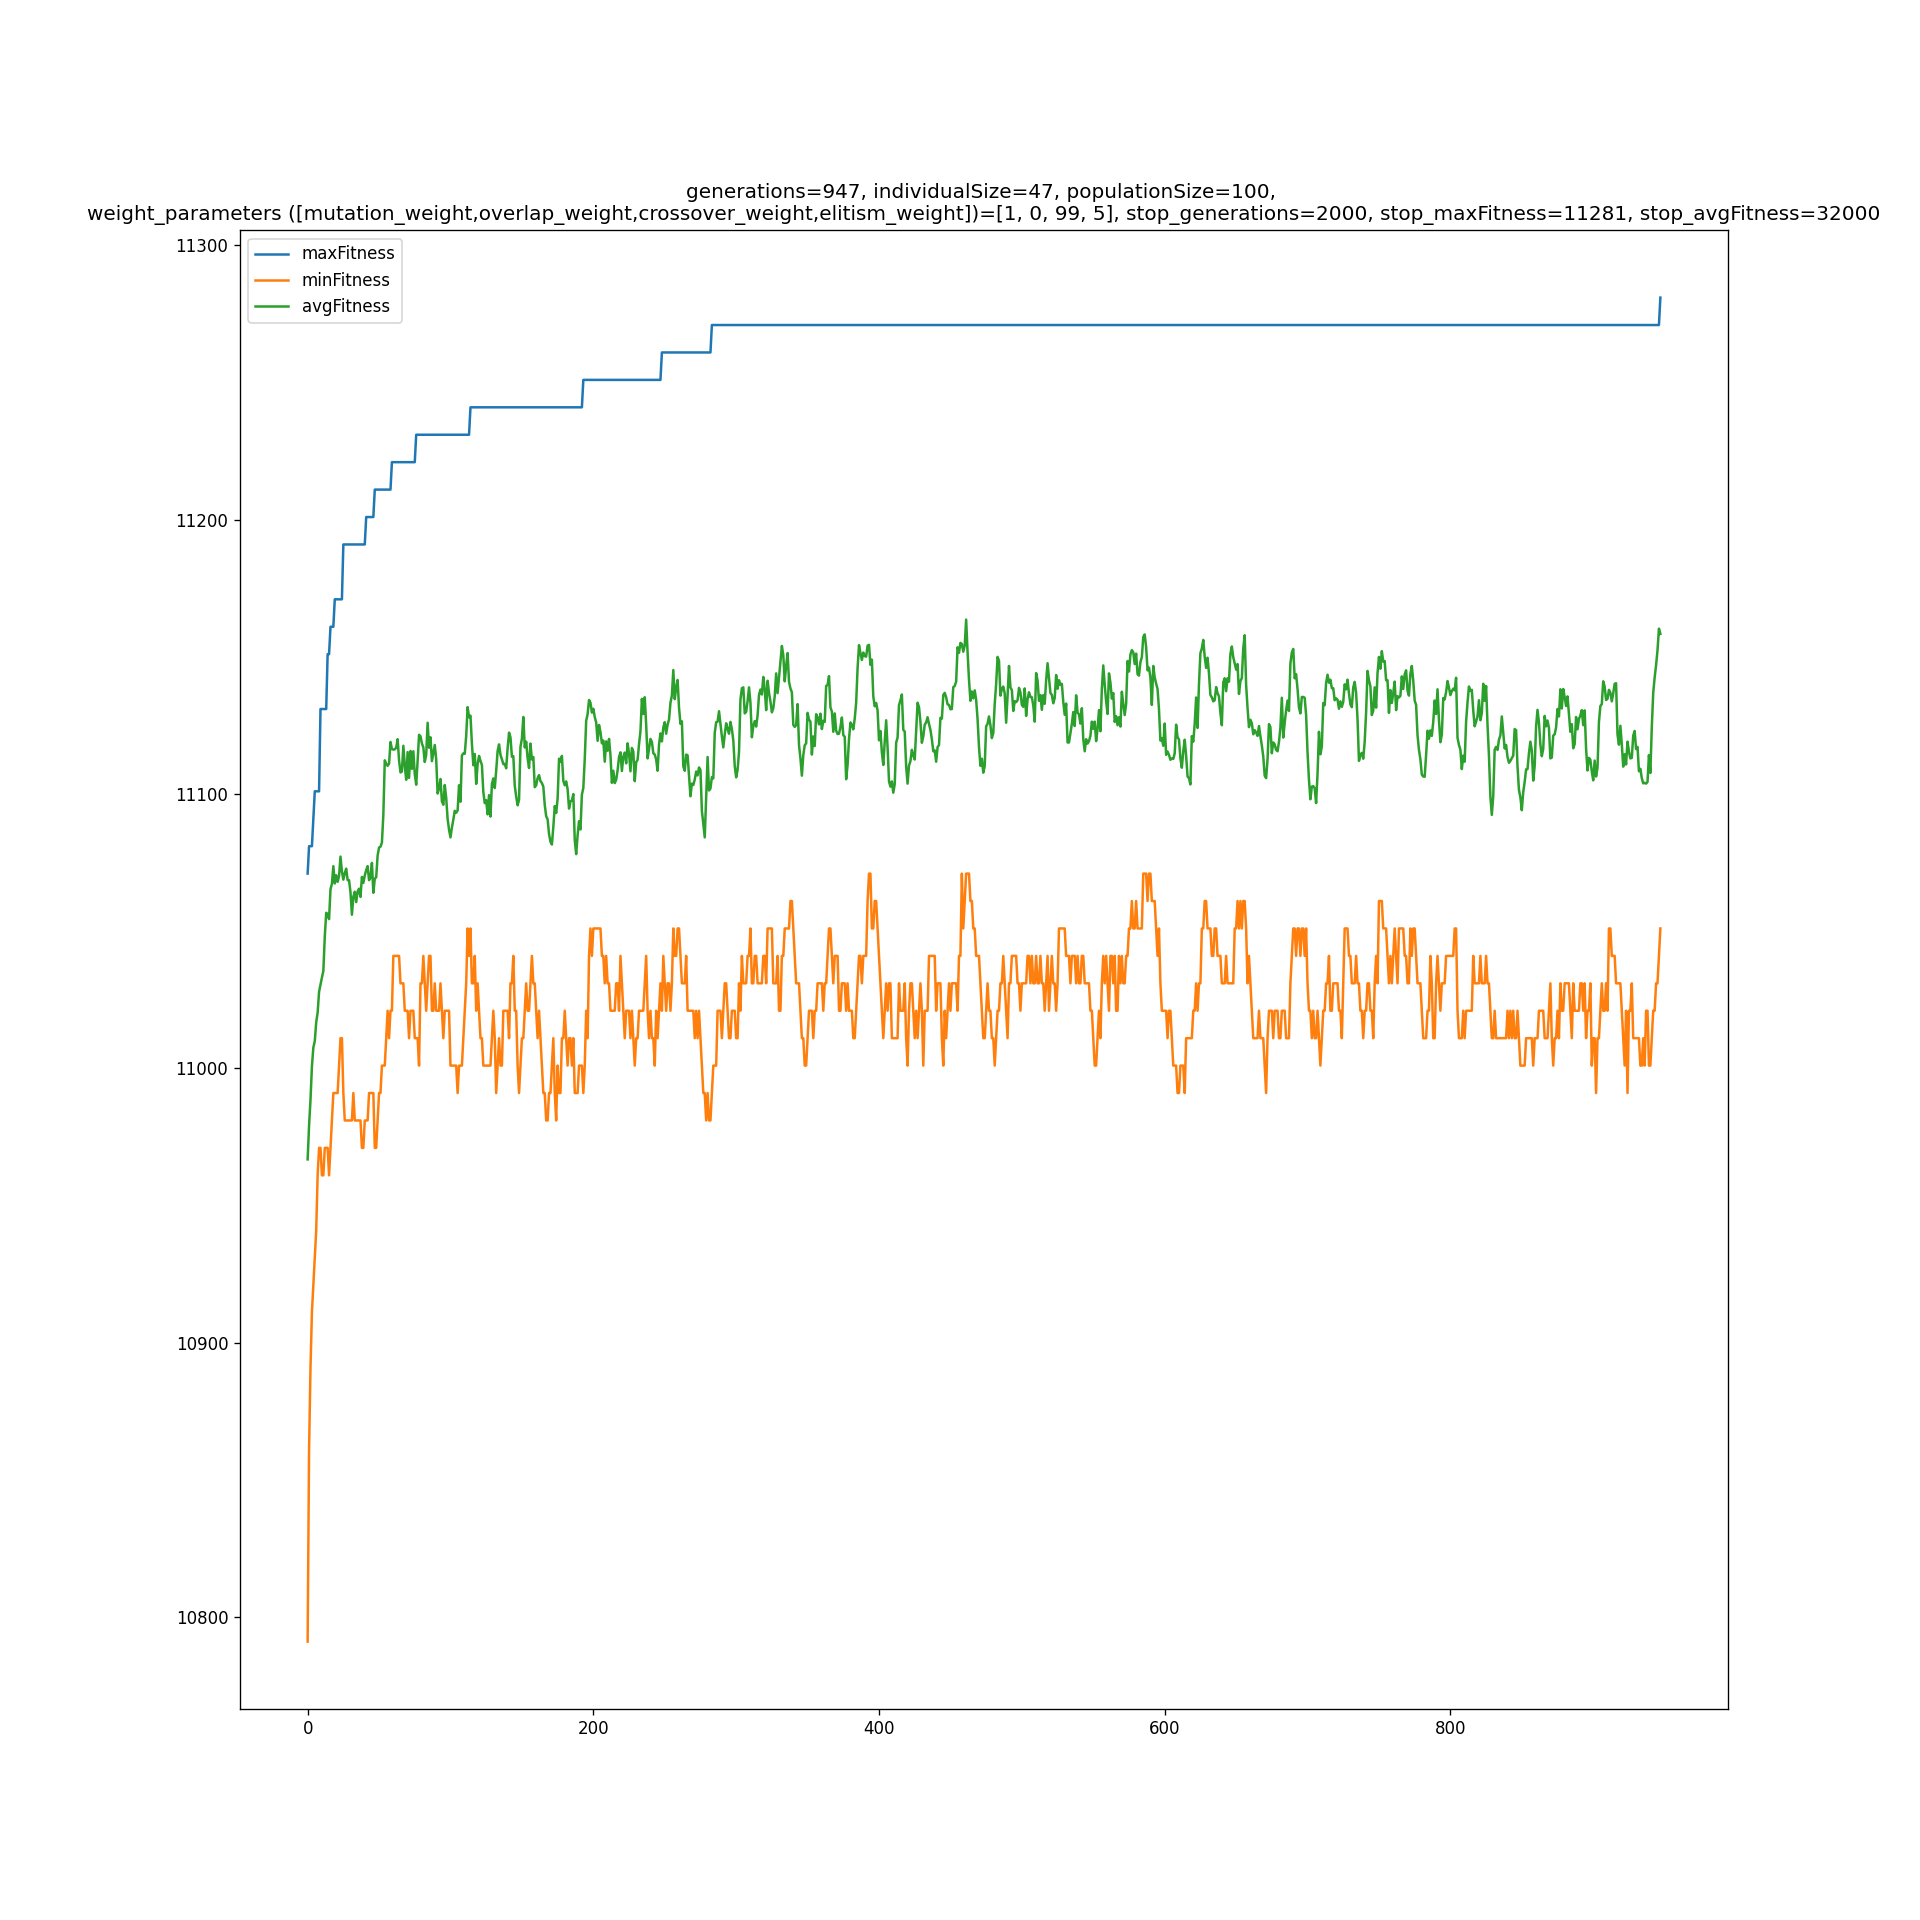 generations=947, individualSize=47, populationSize=100,
weight_parameters ([mutation_weight,overlap_weight,crossover_weight,elitism_weight])=[1, 0, 99, 5], stop_generations=2000, stop_maxFitness=11281, stop_avgFitness=32000
maxFitness
minFitness
avgFitness
11300
11200
11100
11000
10900
10800
0 200 400 600 800